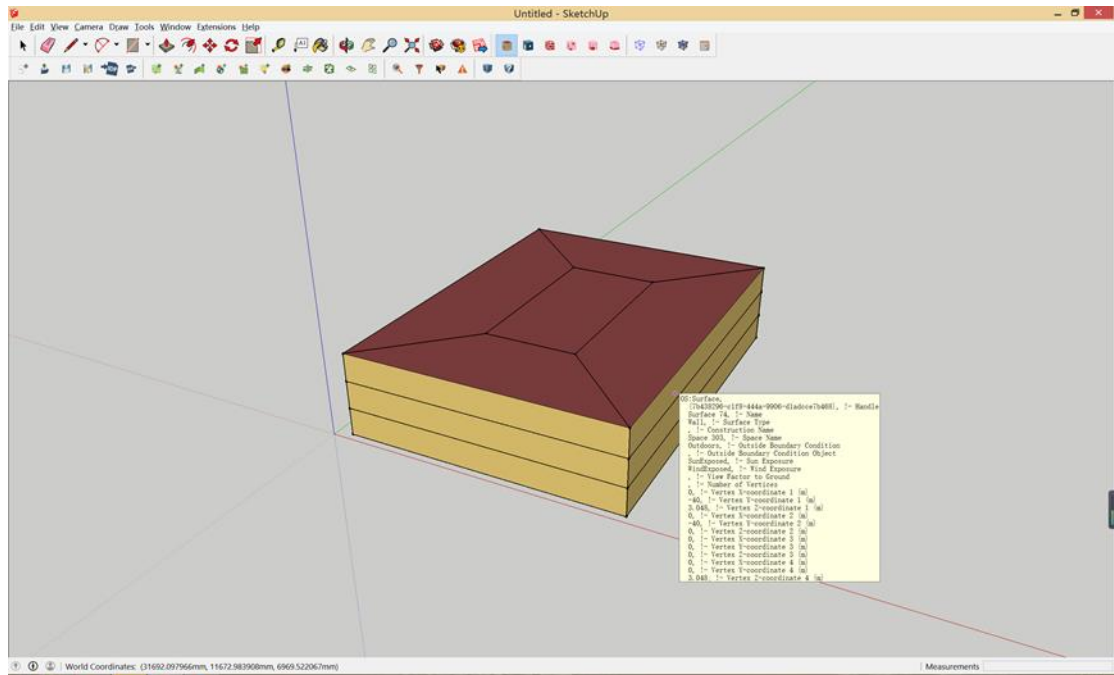 Untitled - SketchUp
File Edit View Camera Draw Tools Window Extensions Help
OS:Surface,
{7b438296-c1f8-444a-9906-d1adcce7b468}, !- Handle
Surface 74, !- Name
Wall, !- Surface Type
, !- Construction Name
Space 303, !- Space Name
Outdoors, !- Outside Boundary Condition
, !- Outside Boundary Condition Object
SunExposed, !- Sun Exposure
WindExposed, !- Wind Exposure
, !- View Factor to Ground
, !- Number of Vertices
0, !- Vertex X-coordinate 1 {m}
-40, !- Vertex Y-coordinate 1 {m}
3.048, !- Vertex Z-coordinate 1 {m}
0, !- Vertex X-coordinate 2 {m}
-40, !- Vertex Y-coordinate 2 {m}
0, !- Vertex Z-coordinate 2 {m}
0, !- Vertex X-coordinate 3 {m}
0, !- Vertex Y-coordinate 3 {m}
0, !- Vertex Z-coordinate 3 {m}
0, !- Vertex X-coordinate 4 {m}
0, !- Vertex Y-coordinate 4 {m}
3.048, !- Vertex Z-coordinate 4 {m}
World Coordinates: (31692.097966mm, 11672.983908mm, 6969.522067mm)
Measurements